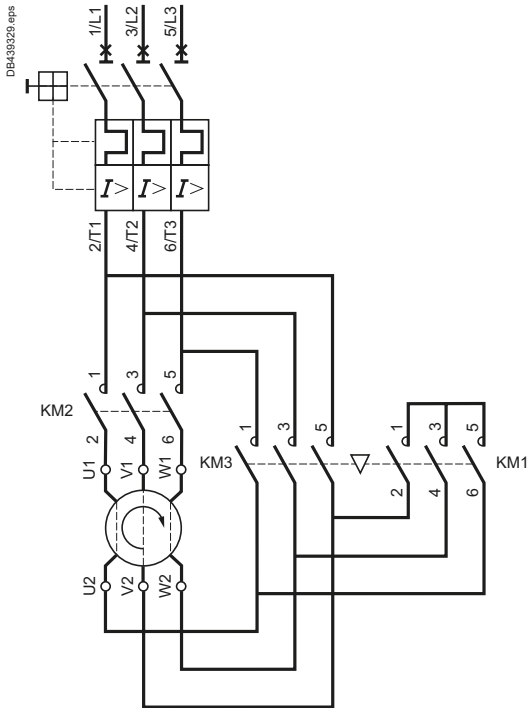 DB439329.eps
1/L1 3/L2 5/L3
I> I> I>
2/T1 4/T2 6/T3
1 3 5
KM2
2 4 6
U1 V1 W1
1 3 5
KM3
1 3 5
KM1
2 4 6
U2 V2 W2